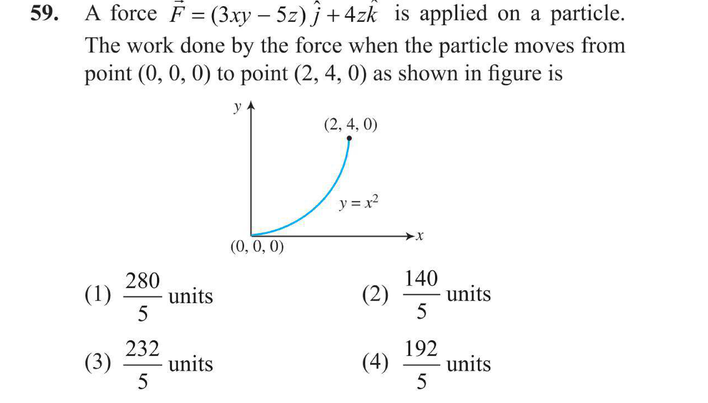 59. A force $\vec{F} = (3xy - 5z)\hat{j} + 4z\hat{k}$ is applied on a particle.
The work done by the force when the particle moves from
point (0, 0, 0) to point (2, 4, 0) as shown in figure is
y
(2, 4, 0)
y = x²
x
(0, 0, 0)
(1) $\frac{280}{5}$ units (2) $\frac{140}{5}$ units
(3) $\frac{232}{5}$ units (4) $\frac{192}{5}$ units